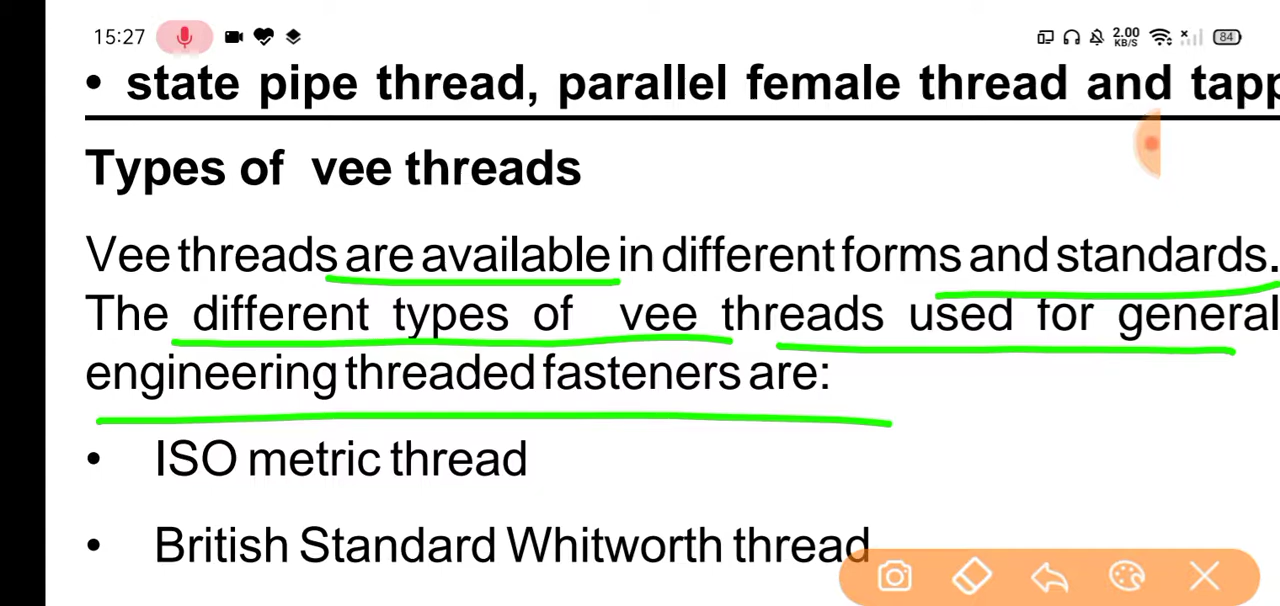 15:27 2.00 KB/S 84
• state pipe thread, parallel female thread and tapp
Types of vee threads
Vee threads are available in different forms and standards.
The different types of vee threads used for general
engineering threaded fasteners are:
• ISO metric thread
• British Standard Whitworth thread